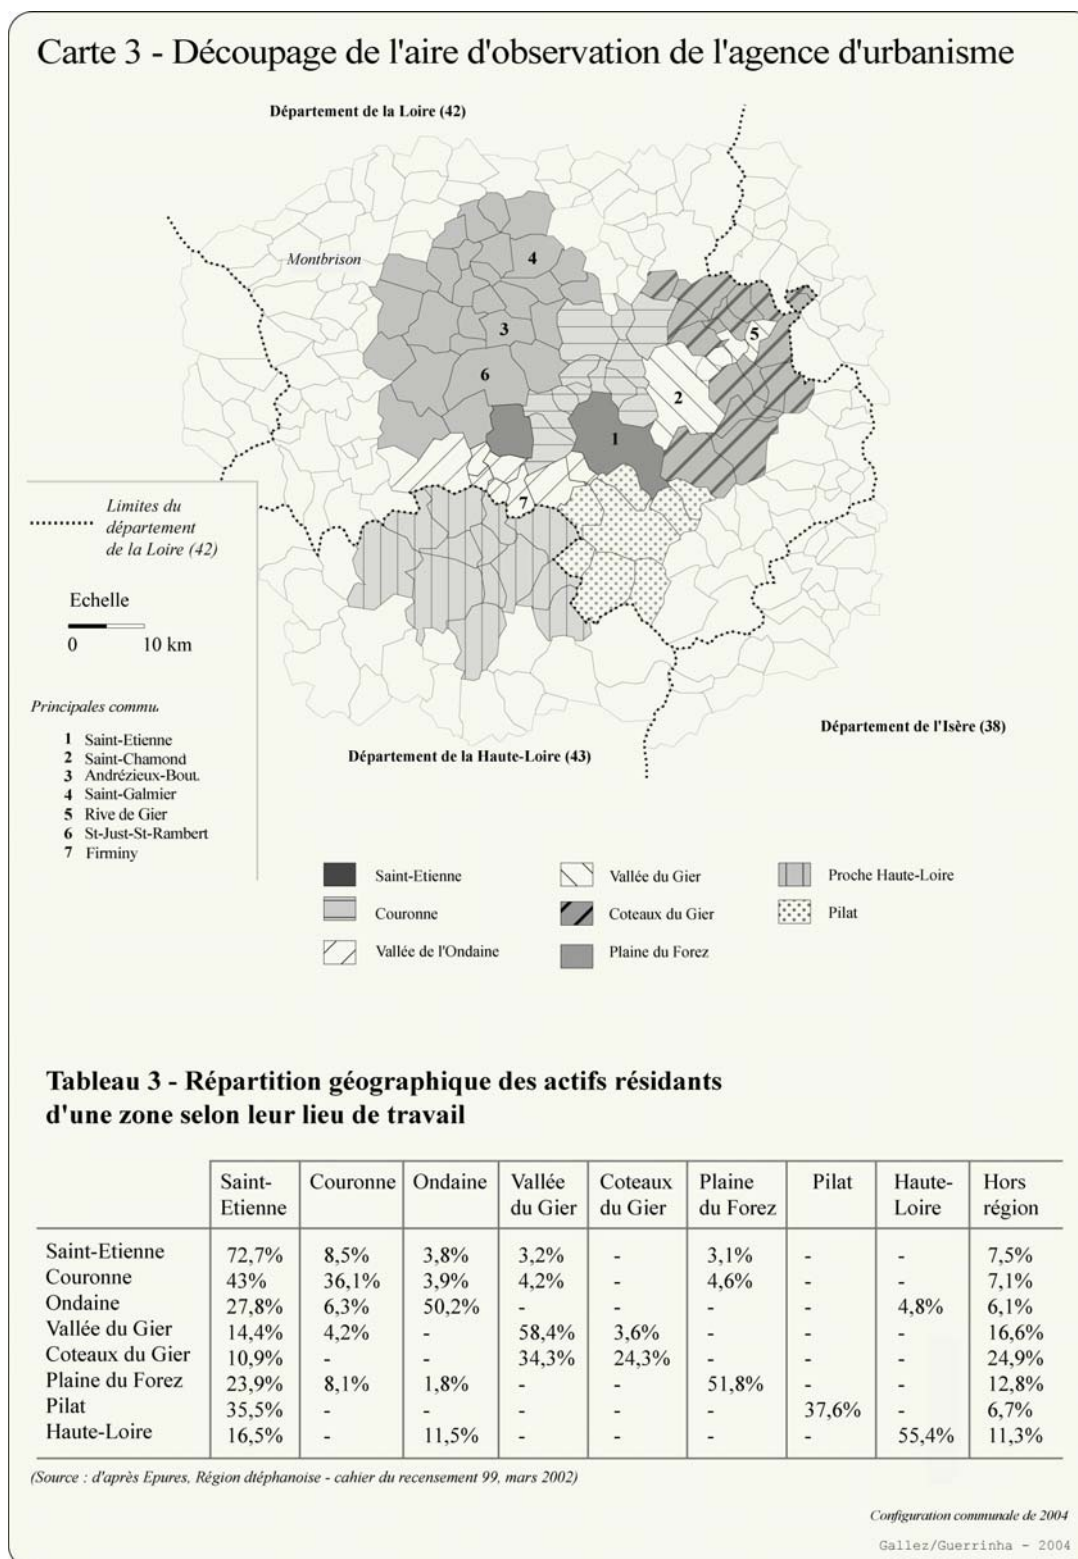 Carte 3 - Découpage de l'aire d'observation de l'agence d'urbanisme
Département de la Loire (42)
Montbrison
4
3
5
6
2
1
7
Limites du
département
de la Loire (42)
Echelle
0 10 km
Principales commu.
1 Saint-Etienne
2 Saint-Chamond
3 Andrézieux-Bout.
4 Saint-Galmier
5 Rive de Gier
6 St-Just-St-Rambert
7 Firminy
Département de l'Isère (38)
Département de la Haute-Loire (43)
Saint-Etienne
Couronne
Vallée de l'Ondaine
Vallée du Gier
Coteaux du Gier
Plaine du Forez
Proche Haute-Loire
Pilat
Tableau 3 - Répartition géographique des actifs résidants
d'une zone selon leur lieu de travail
Saint- Couronne Ondaine Vallée Coteaux Plaine Pilat Haute- Hors
Etienne du Gier du Gier du Forez Loire région
Saint-Etienne 72,7% 8,5% 3,8% 3,2% - 3,1% - - 7,5%
Couronne 43% 36,1% 3,9% 4,2% - 4,6% - - 7,1%
Ondaine 27,8% 6,3% 50,2% - - - - 4,8% 6,1%
Vallée du Gier 14,4% 4,2% - 58,4% 3,6% - - - 16,6%
Coteaux du Gier 10,9% - - 34,3% 24,3% - - - 24,9%
Plaine du Forez 23,9% 8,1% 1,8% - - 51,8% - - 12,8%
Pilat 35,5% - - - - - 37,6% - 6,7%
Haute-Loire 16,5% - 11,5% - - - - 55,4% 11,3%
(Source : d'après Epures, Région dtéphanoise - cahier du recensement 99, mars 2002)
Configuration communale de 2004
Gallez/Guerrinha - 2004